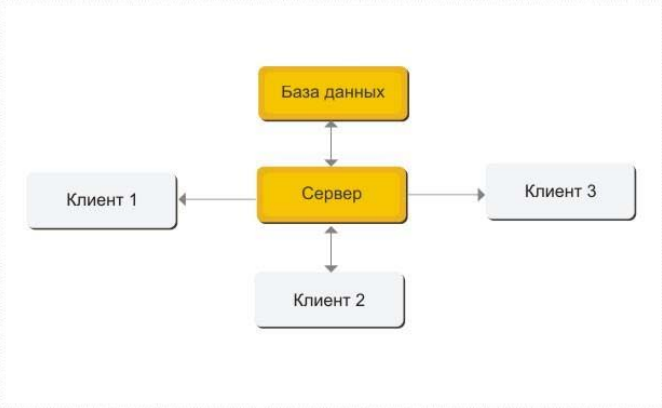 База данных
Сервер
Клиент 1
Клиент 3
Клиент 2